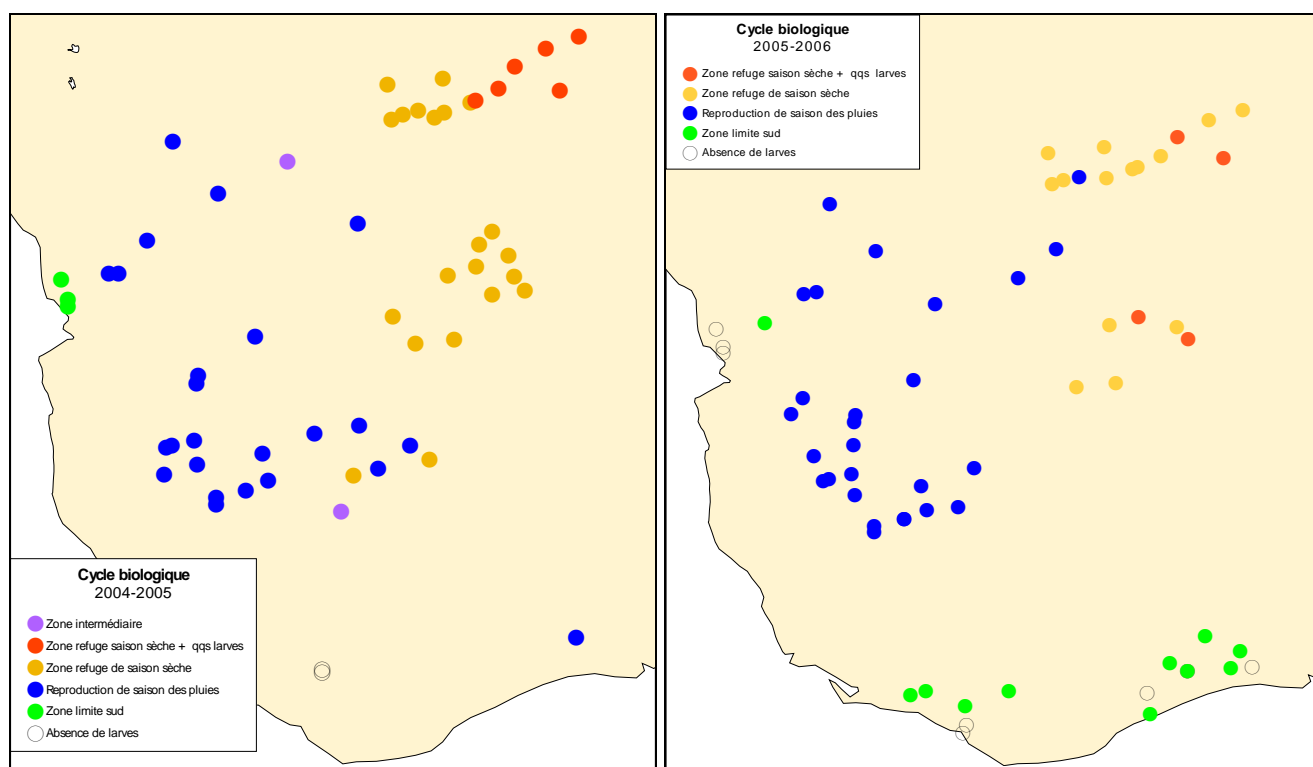 Cycle biologique
2004-2005
Zone intermédiaire
Zone refuge saison sèche + qqs larves
Zone refuge de saison sèche
Reproduction de saison des pluies
Zone limite sud
Absence de larves
Cycle biologique
2005-2006
Zone refuge saison sèche + qqs larves
Zone refuge de saison sèche
Reproduction de saison des pluies
Zone limite sud
Absence de larves